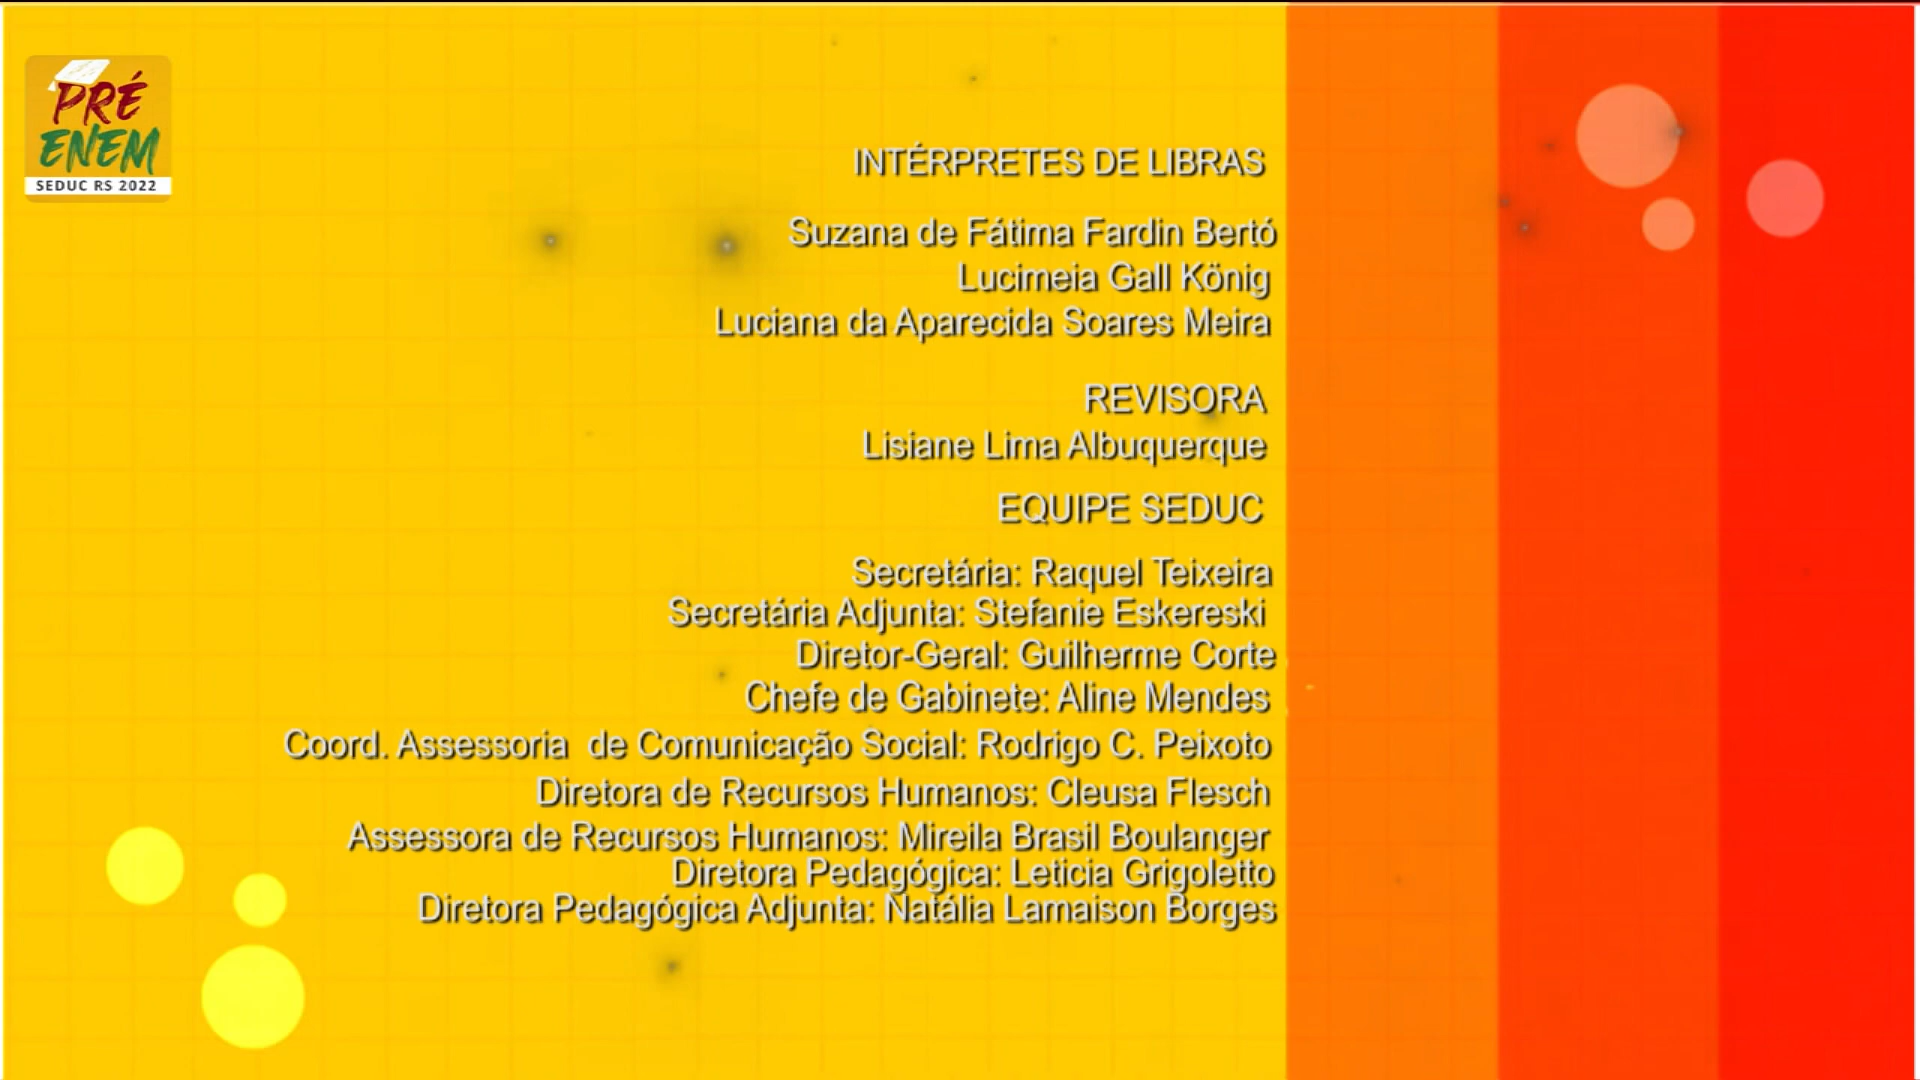 PRÉ
ENEM
SEDUC RS 2022
INTÉRPRETES DE LIBRAS
Suzana de Fátima Fardin Bertó
Lucimeia Gall König
Luciana da Aparecida Soares Meira
REVISORA
Lisiane Lima Albuquerque
EQUIPE SEDUC
Secretária: Raquel Teixeira
Secretária Adjunta: Stefanie Eskereski
Diretor-Geral: Guilherme Corte
Chefe de Gabinete: Aline Mendes
Coord. Assessoria  de Comunicação Social: Rodrigo C. Peixoto
Diretora de Recursos Humanos: Cleusa Flesch
Assessora de Recursos Humanos: Mireila Brasil Boulanger
Diretora Pedagógica: Leticia Grigoletto
Diretora Pedagógica Adjunta: Natália Lamaison Borges